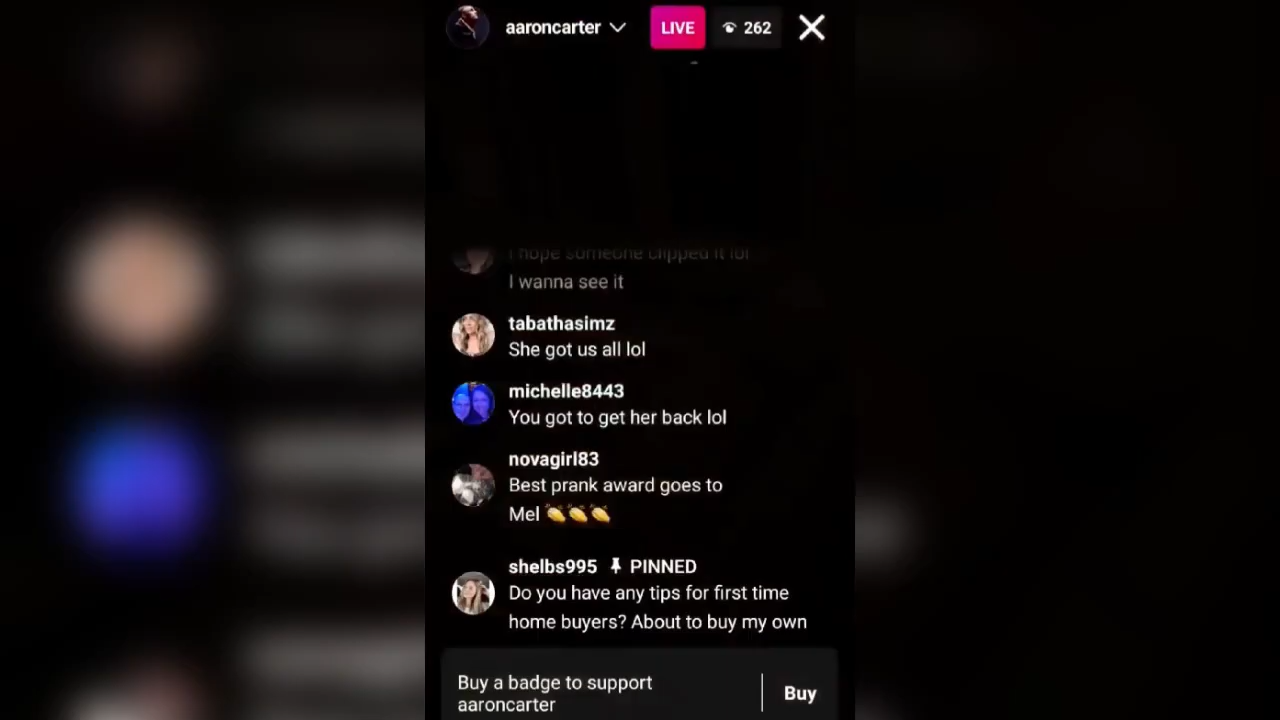 aaroncarter
LIVE
262
I hope someone clipped it lol
I wanna see it
tabathasimz
She got us all lol
michelle8443
You got to get her back lol
novagirl83
Best prank award goes to
Mel 👏👏👏
shelbs995 PINNED
Do you have any tips for first time
home buyers? About to buy my own
Buy a badge to support
aaroncarter
Buy